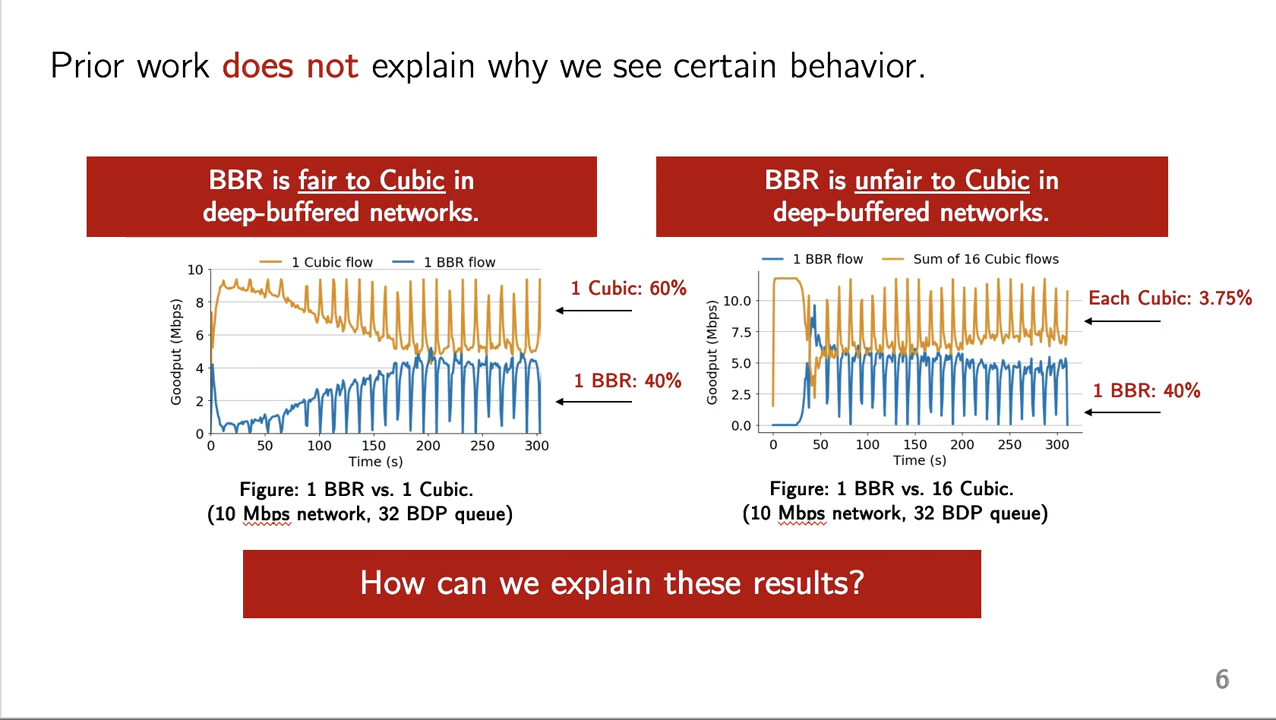 Prior work does not explain why we see certain behavior.
BBR is fair to Cubic in
deep-buffered networks.
1 Cubic flow
1 BBR flow
Goodput (Mbps)
10
8
6
4
2
0
0 50 100 150 200 250 300
Time (s)
1 Cubic: 60%
1 BBR: 40%
Figure: 1 BBR vs. 1 Cubic.
(10 Mbps network, 32 BDP queue)
BBR is unfair to Cubic in
deep-buffered networks.
1 BBR flow
Sum of 16 Cubic flows
Goodput (Mbps)
10.0
7.5
5.0
2.5
0.0
0 50 100 150 200 250 300
Time (s)
Each Cubic: 3.75%
1 BBR: 40%
Figure: 1 BBR vs. 16 Cubic.
(10 Mbps network, 32 BDP queue)
How can we explain these results?
6